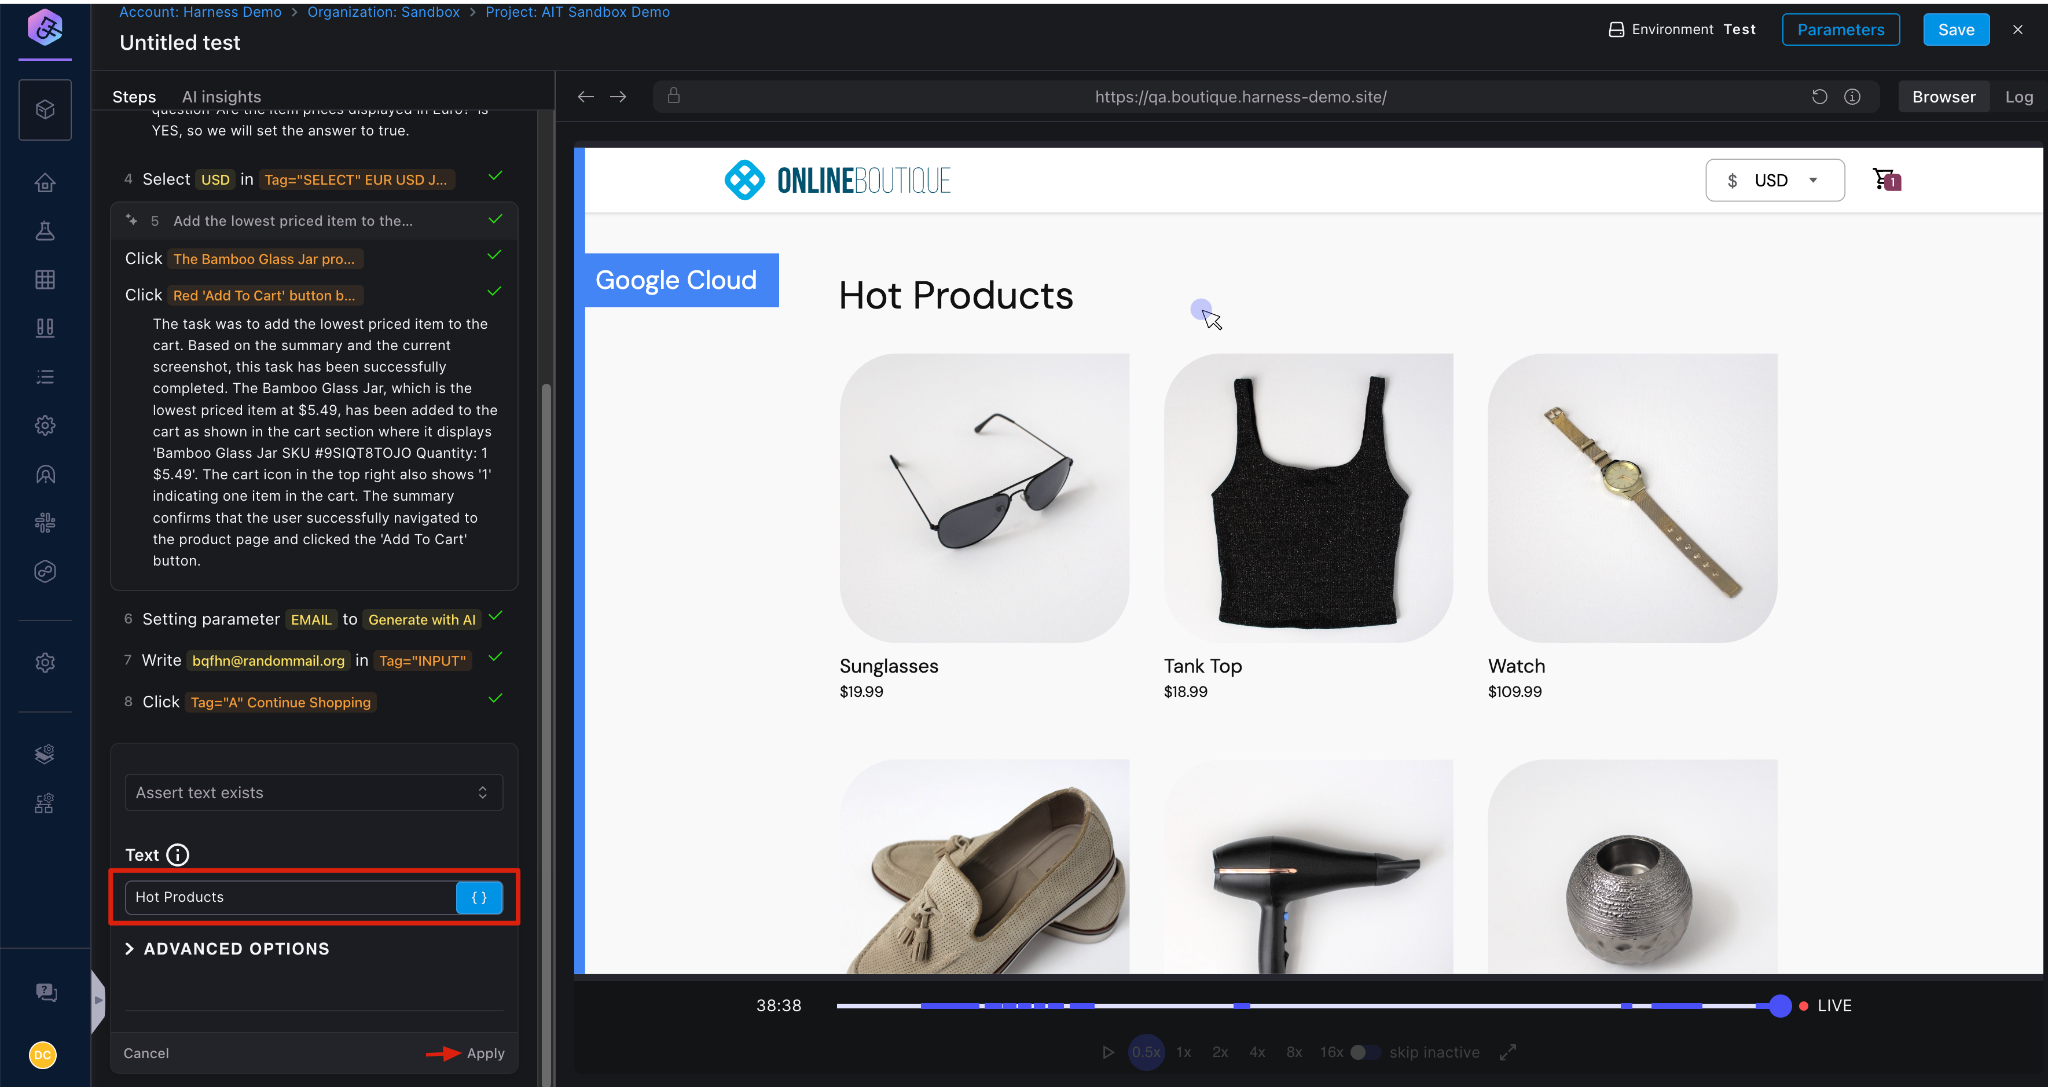 Account: Harness Demo > Organization: Sandbox > Project: AIT Sandbox Demo
Untitled test
Environment Test
Parameters
Save
Steps
AI insights
https://qa.boutique.harness-demo.site/
Browser
Log
question 'Are the item prices displayed in Euro?' is
YES, so we will set the answer to true.
4 Select USD in Tag="SELECT" EUR USD J...
5 Add the lowest priced item to the...
Click The Bamboo Glass Jar pro...
Click Red 'Add To Cart' button b...
The task was to add the lowest priced item to the
cart. Based on the summary and the current
screenshot, this task has been successfully
completed. The Bamboo Glass Jar, which is the
lowest priced item at $5.49, has been added to the
cart as shown in the cart section where it displays
'Bamboo Glass Jar SKU #9SIQT8TOJO Quantity: 1
$5.49'. The cart icon in the top right also shows '1'
indicating one item in the cart. The summary
confirms that the user successfully navigated to
the product page and clicked the 'Add To Cart'
button.
6 Setting parameter EMAIL to Generate with AI
7 Write bqfhn@randommail.org in Tag="INPUT"
8 Click Tag="A" Continue Shopping
Assert text exists
Text
Hot Products
{ }
ADVANCED OPTIONS
Cancel
Apply
DC
ONLINEBOUTIQUE
$ USD
1
Google Cloud
Hot Products
Sunglasses
$19.99
Tank Top
$18.99
Watch
$109.99
38:38
LIVE
0.5x 1x 2x 4x 8x 16x skip inactive